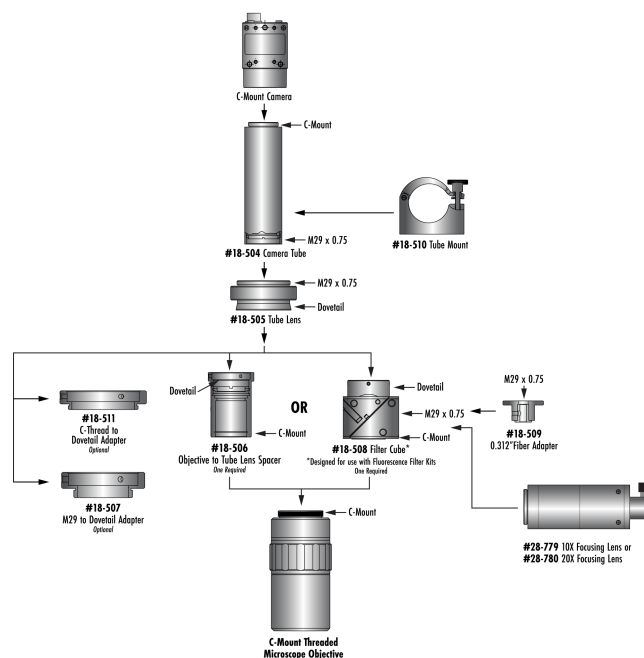 C-Mount Camera
C-Mount
M29 x 0.75
#18-504 Camera Tube
#18-510 Tube Mount
M29 x 0.75
Dovetail
#18-505 Tube Lens
#18-511
C-Thread to
Dovetail Adapter
Optional
#18-507
M29 to Dovetail Adapter
Optional
Dovetail
C-Mount
#18-506
Objective to Tube Lens Spacer
One Required
OR
Dovetail
M29 x 0.75
C-Mount
#18-508 Filter Cube*
*Designed for use with Fluorescence Filter Kits
One Required
M29 x 0.75
#18-509
0.312"Fiber Adapter
#28-779 10X Focusing Lens or
#28-780 20X Focusing Lens
C-Mount
C-Mount Threaded
Microscope Objective